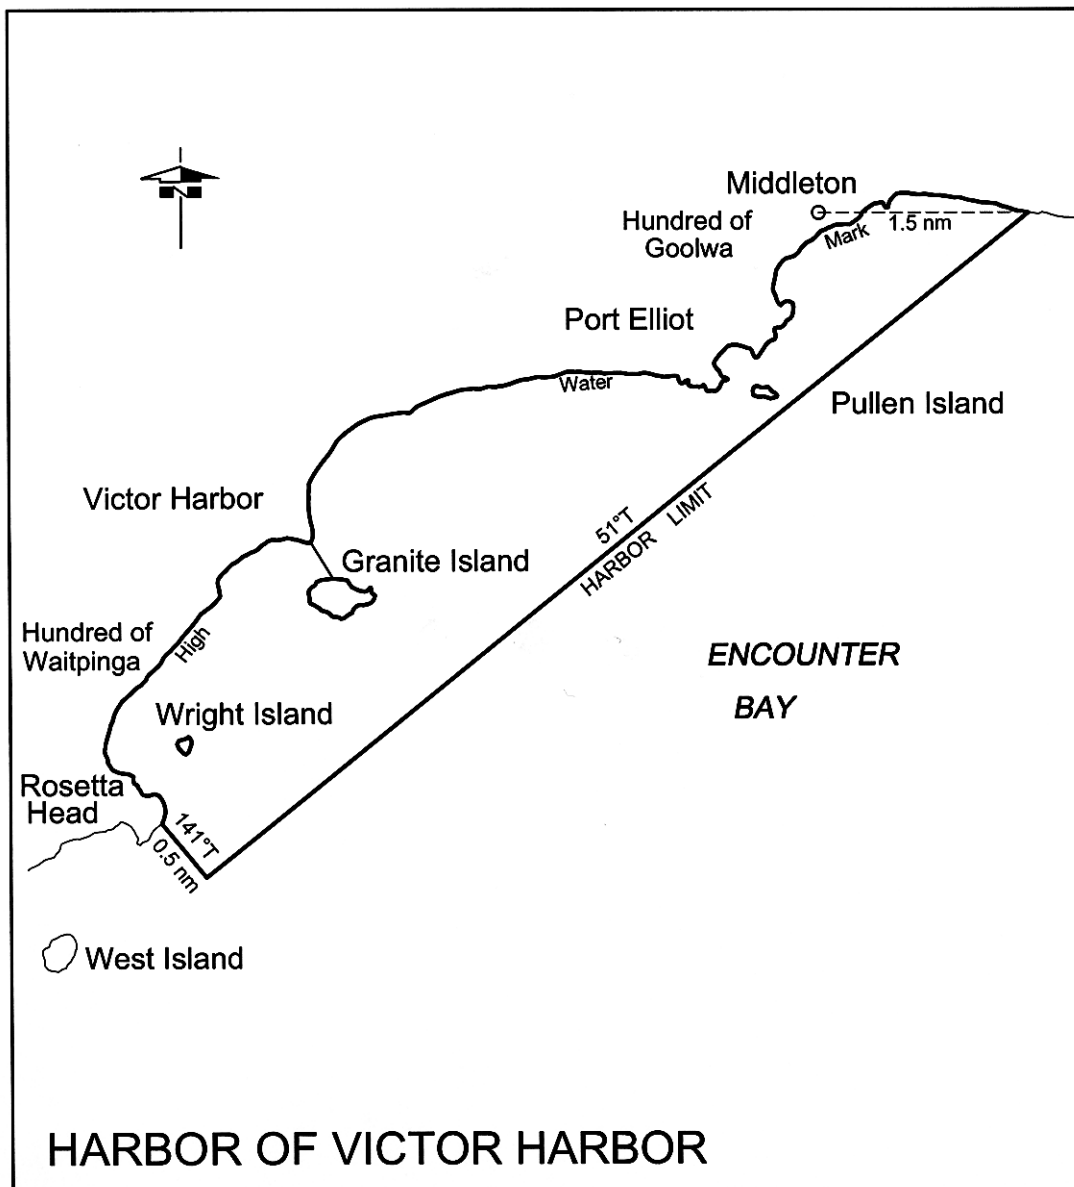 N
Middleton
Hundred of
Goolwa
1.5 nm
Mark
Port Elliot
Water
Pullen Island
Victor Harbor
51°T
HARBOR LIMIT
Granite Island
Hundred of
Waitpinga
High
ENCOUNTER
BAY
Wright Island
Rosetta
Head
141°T
0.5 nm
West Island
HARBOR OF VICTOR HARBOR